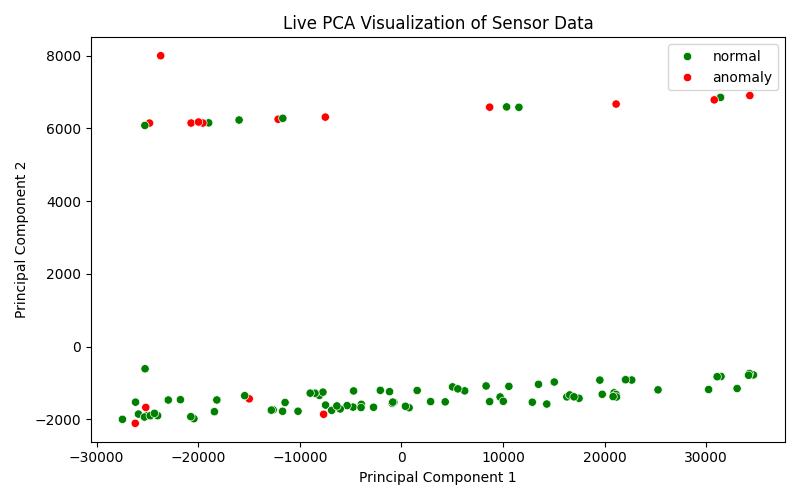 Live PCA Visualization of Sensor Data
normal
anomaly
8000
6000
4000
2000
0
−2000
Principal Component 2
−30000 −20000 −10000 0 10000 20000 30000
Principal Component 1